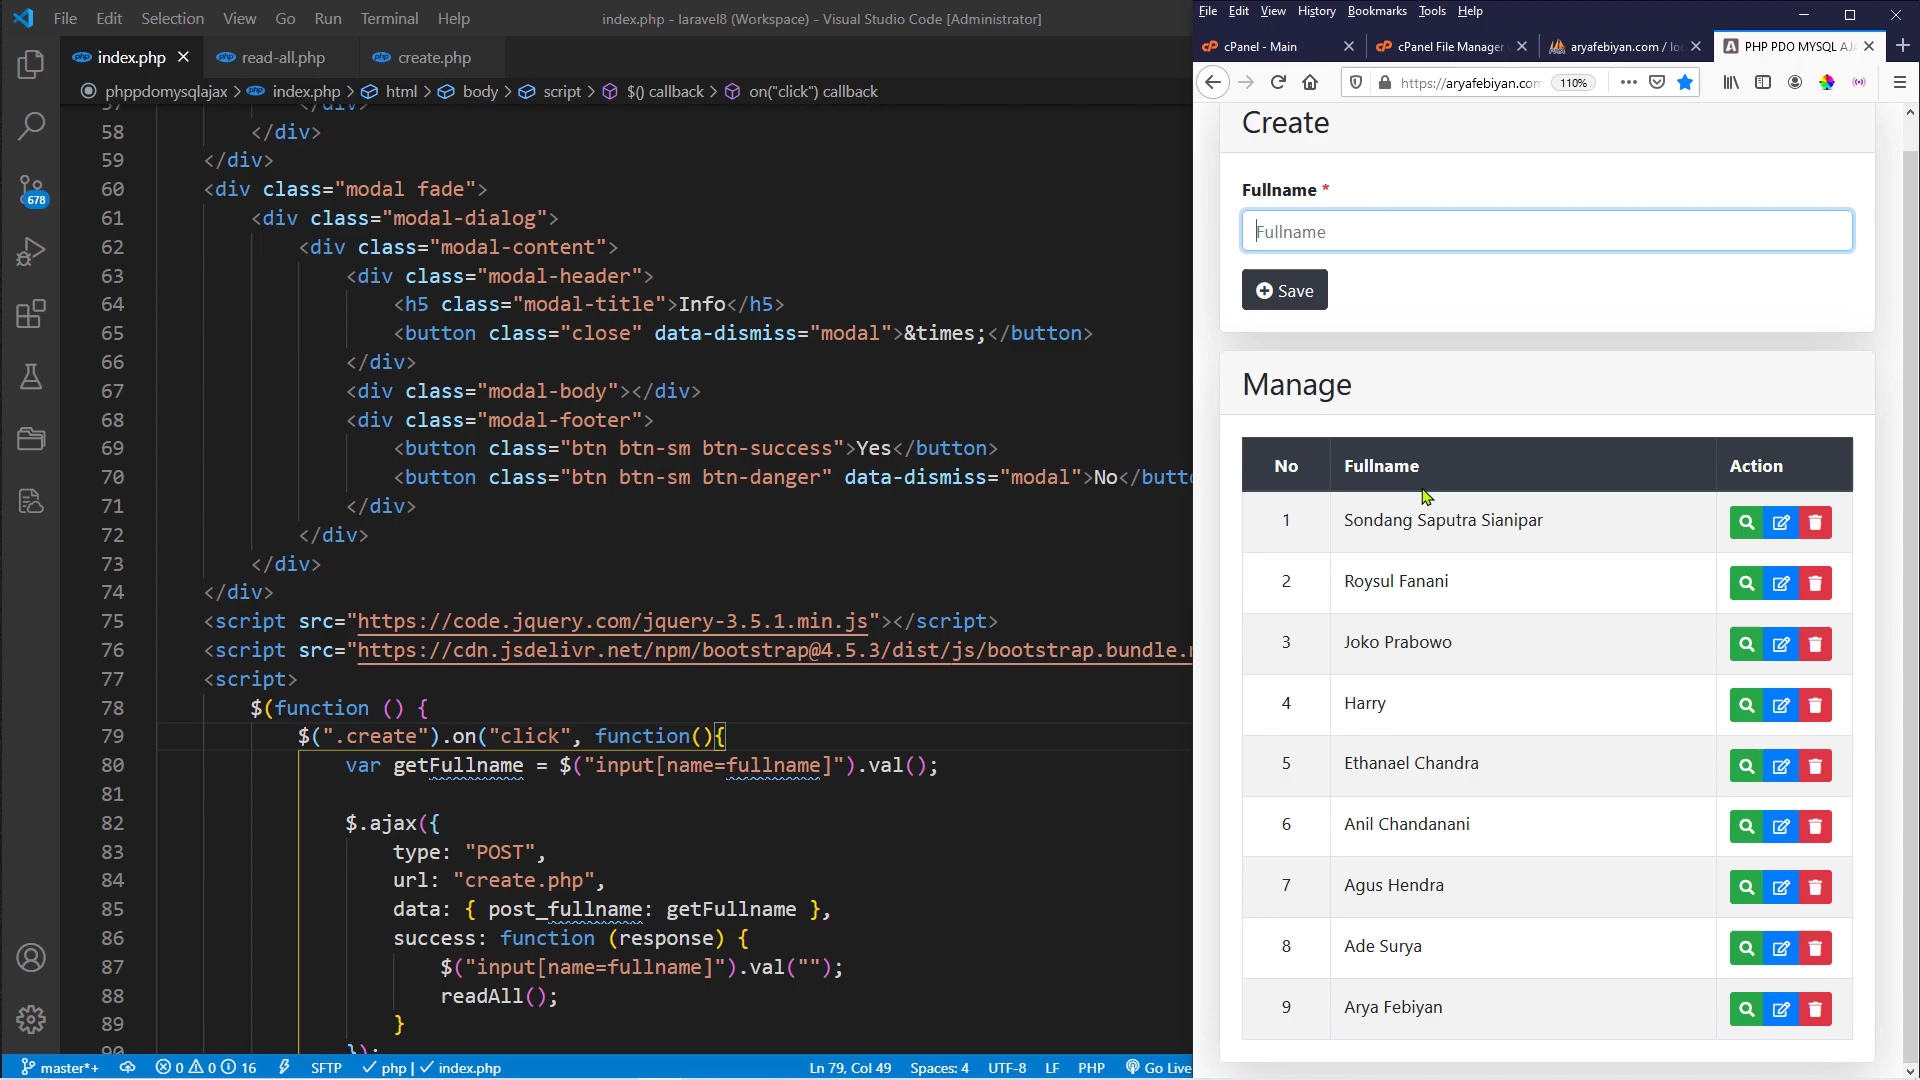 File Edit Selection View Go Run Terminal Help
index.php - laravel8 (Workspace) - Visual Studio Code [Administrator]
index.php
read-all.php
create.php
phppdomysqlajax > index.php > html > body > script > $() callback > on("click") callback
678
58 </div>
59 </div>
60 <div class="modal fade">
61 <div class="modal-dialog">
62 <div class="modal-content">
63 <div class="modal-header">
64 <h5 class="modal-title">Info</h5>
65 <button class="close" data-dismiss="modal">&times;</button>
66 </div>
67 <div class="modal-body"></div>
68 <div class="modal-footer">
69 <button class="btn btn-sm btn-success">Yes</button>
70 <button class="btn btn-sm btn-danger" data-dismiss="modal">No</butt
71 </div>
72 </div>
73 </div>
74 </div>
75 <script src="https://code.jquery.com/jquery-3.5.1.min.js"></script>
76 <script src="https://cdn.jsdelivr.net/npm/bootstrap@4.5.3/dist/js/bootstrap.bundle.
77 <script>
78 $(function () {
79 $(".create").on("click", function(){
80 var getFullname = $("input[name=fullname]").val();
81
82 $.ajax({
83 type: "POST",
84 url: "create.php",
85 data: { post_fullname: getFullname },
86 success: function (response) {
87 $("input[name=fullname]").val("");
88 readAll();
89 }
90 });
master*+ 0 0 16 SFTP php | index.php Ln 79, Col 49 Spaces: 4 UTF-8 LF PHP Go Live
File Edit View History Bookmarks Tools Help
cPanel - Main
cPanel File Manager
aryafebiyan.com / lo
PHP PDO MYSQL AJ
https://aryafebiyan.com
110%
Create
Fullname *
Fullname
Save
Manage
No Fullname Action
1 Sondang Saputra Sianipar
2 Roysul Fanani
3 Joko Prabowo
4 Harry
5 Ethanael Chandra
6 Anil Chandanani
7 Agus Hendra
8 Ade Surya
9 Arya Febiyan